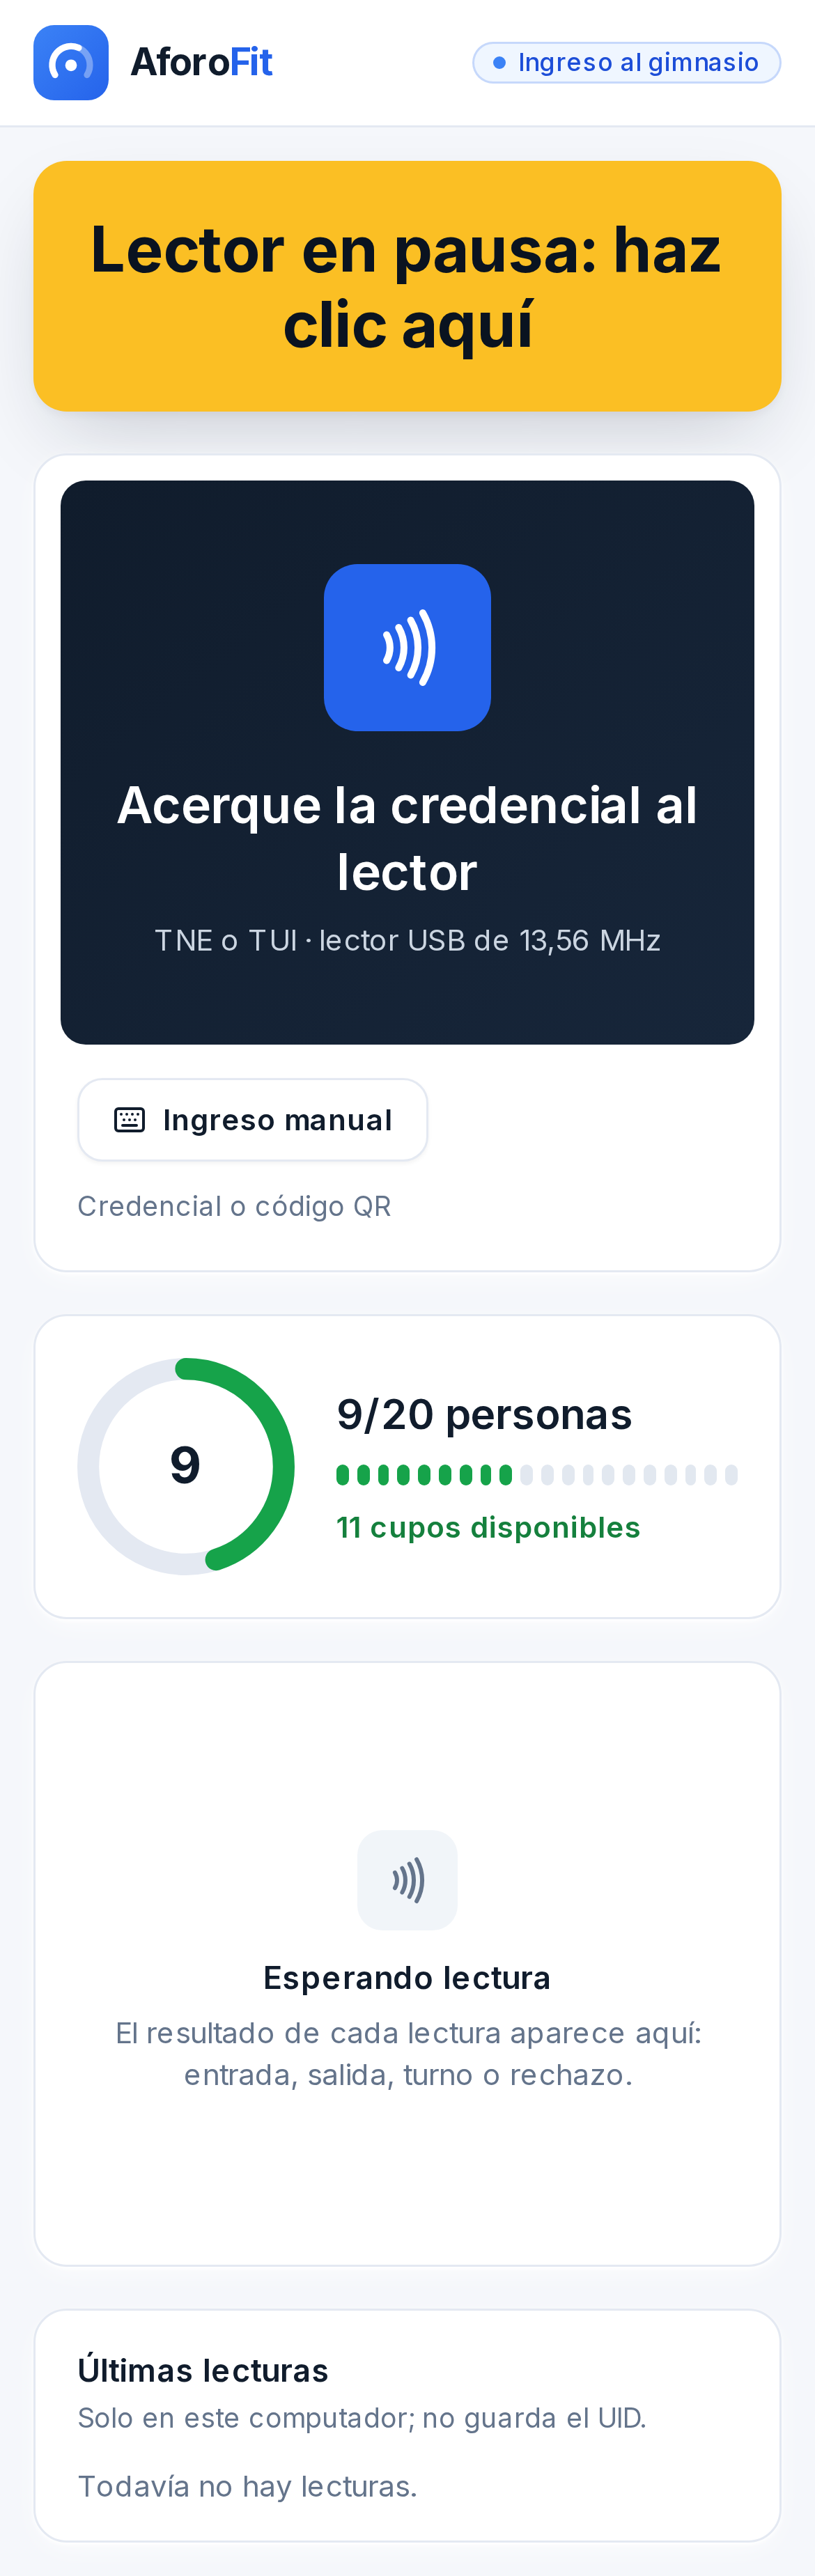 AforoFit
Ingreso al gimnasio
Lector en pausa: haz
clic aquí
Acerque la credencial al
lector
TNE o TUI · lector USB de 13,56 MHz
Ingreso manual
Credencial o código QR
9
9/20 personas
11 cupos disponibles
Esperando lectura
El resultado de cada lectura aparece aquí:
entrada, salida, turno o rechazo.
Últimas lecturas
Solo en este computador; no guarda el UID.
Todavía no hay lecturas.